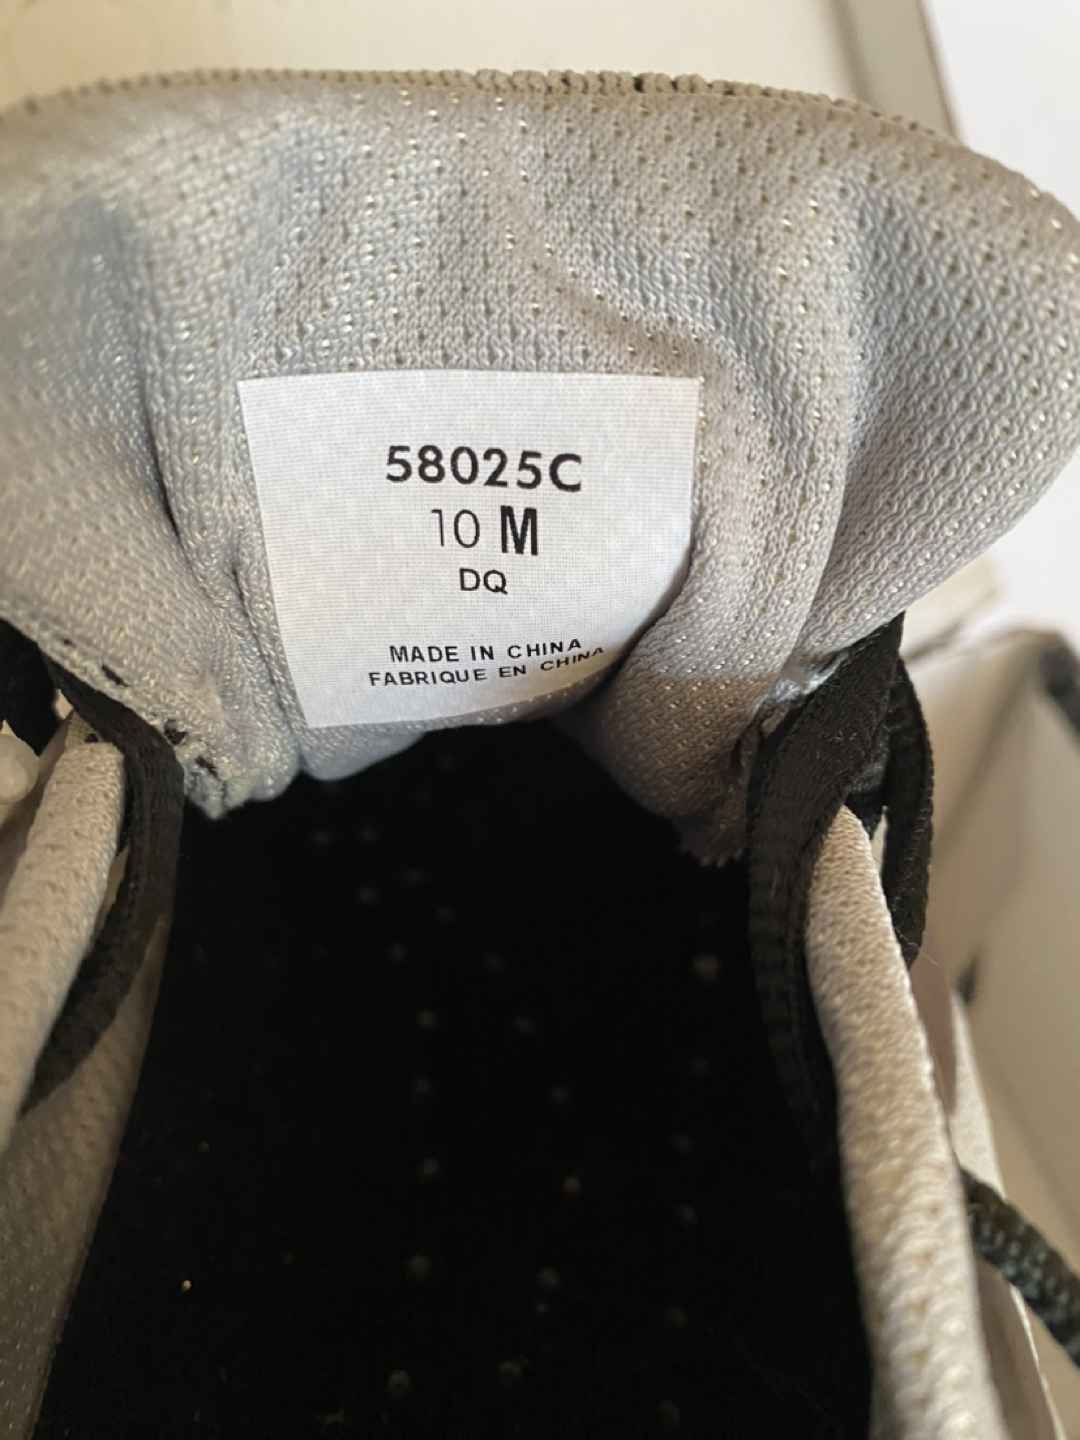 58025C
10 M
DQ
MADE IN CHINA
FABRIQUE EN CHINA